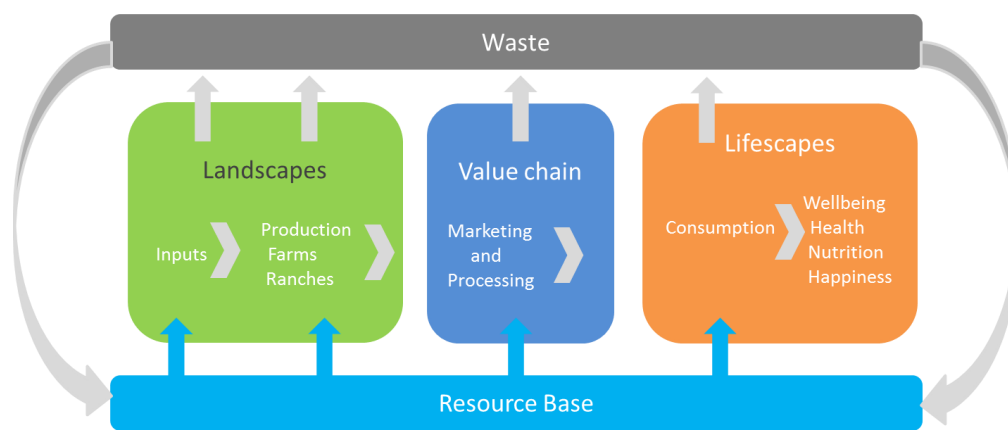 Waste
Landscapes
Inputs
Production
Farms
Ranches
Value chain
Marketing
and
Processing
Lifescapes
Consumption
Wellbeing
Health
Nutrition
Happiness
Resource Base